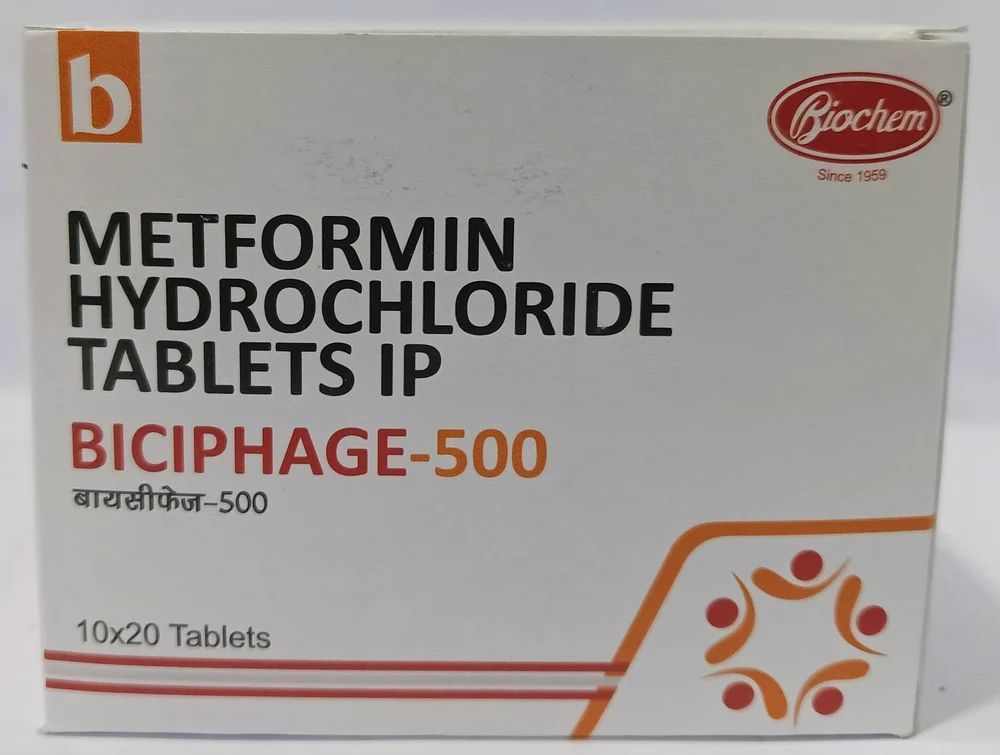 b
Biochem®
Since 1959
METFORMIN
HYDROCHLORIDE
TABLETS IP
BICIPHAGE-500
बायसीफेज–500
10x20 Tablets